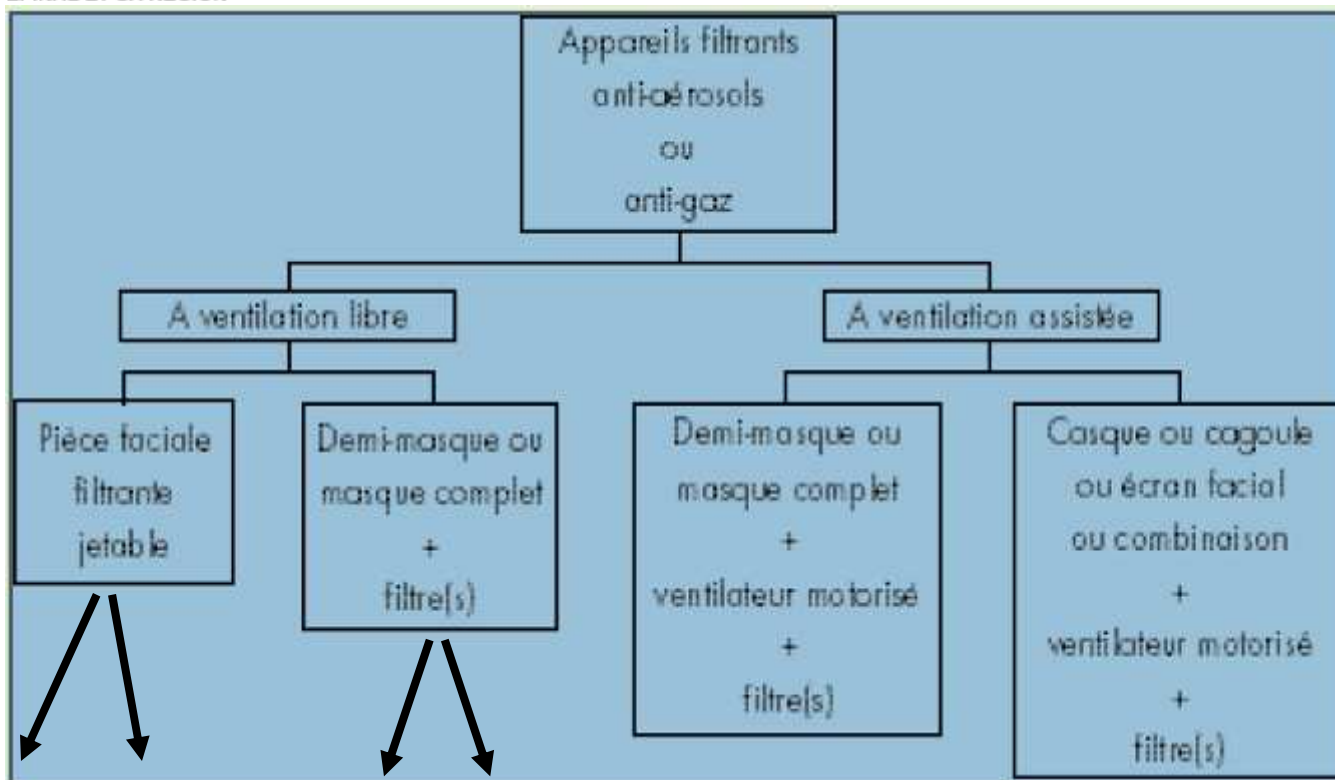 Appareils filtrants
anti-aérosols
ou
anti-gaz
A ventilation libre
A ventilation assistée
Pièce faciale
filtrante
jetable
Demi-masque ou
masque complet
+
filtre(s)
Demi-masque ou
masque complet
+
ventilateur motorisé
+
filtre(s)
Casque ou cagoule
ou écran facial
ou combinaison
+
ventilateur motorisé
+
filtre(s)